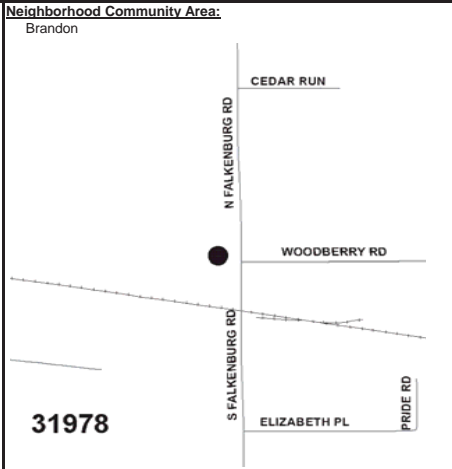 Neighborhood Community Area:
Brandon
CEDAR RUN
N FALKENBURG RD
WOODBERRY RD
S FALKENBURG RD
PRIDE RD
31978
ELIZABETH PL